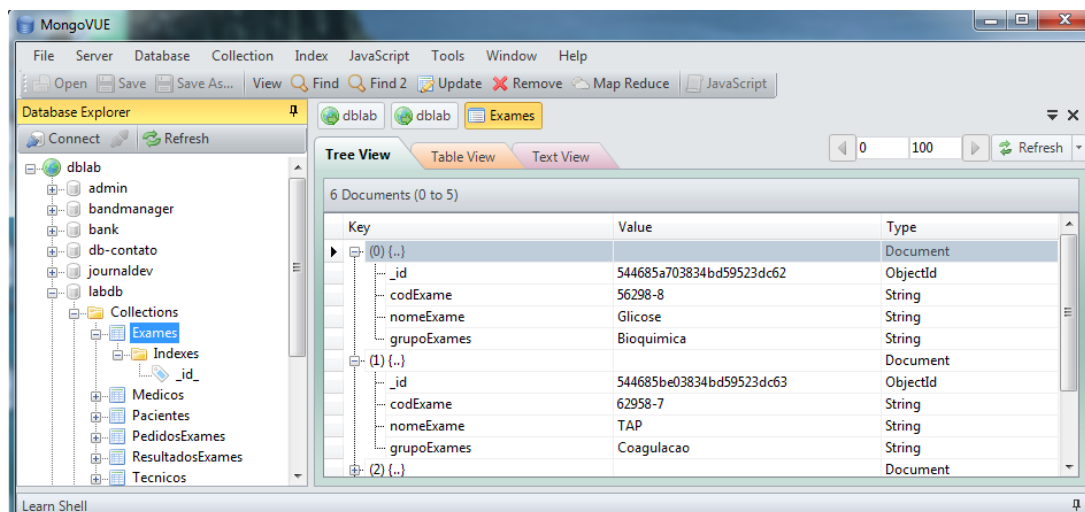 MongoVUE
File Server Database Collection Index JavaScript Tools Window Help
Open Save Save As... View Find Find 2 Update Remove Map Reduce JavaScript
Database Explorer
Connect Refresh
dblab
admin
bandmanager
bank
db-contato
journaldev
labdb
Collections
Exames
Indexes
_id_
Medicos
Pacientes
PedidosExames
ResultadosExames
Tecnicos
dblab dblab Exames
Tree View Table View Text View 0 100 Refresh
6 Documents (0 to 5)
Key Value Type
(0) {..} Document
_id 544685a703834bd59523dc62 ObjectId
codExame 56298-8 String
nomeExame Glicose String
grupoExames Bioquimica String
(1) {..} Document
_id 544685be03834bd59523dc63 ObjectId
codExame 62958-7 String
nomeExame TAP String
grupoExames Coagulacao String
(2) {..} Document
Learn Shell